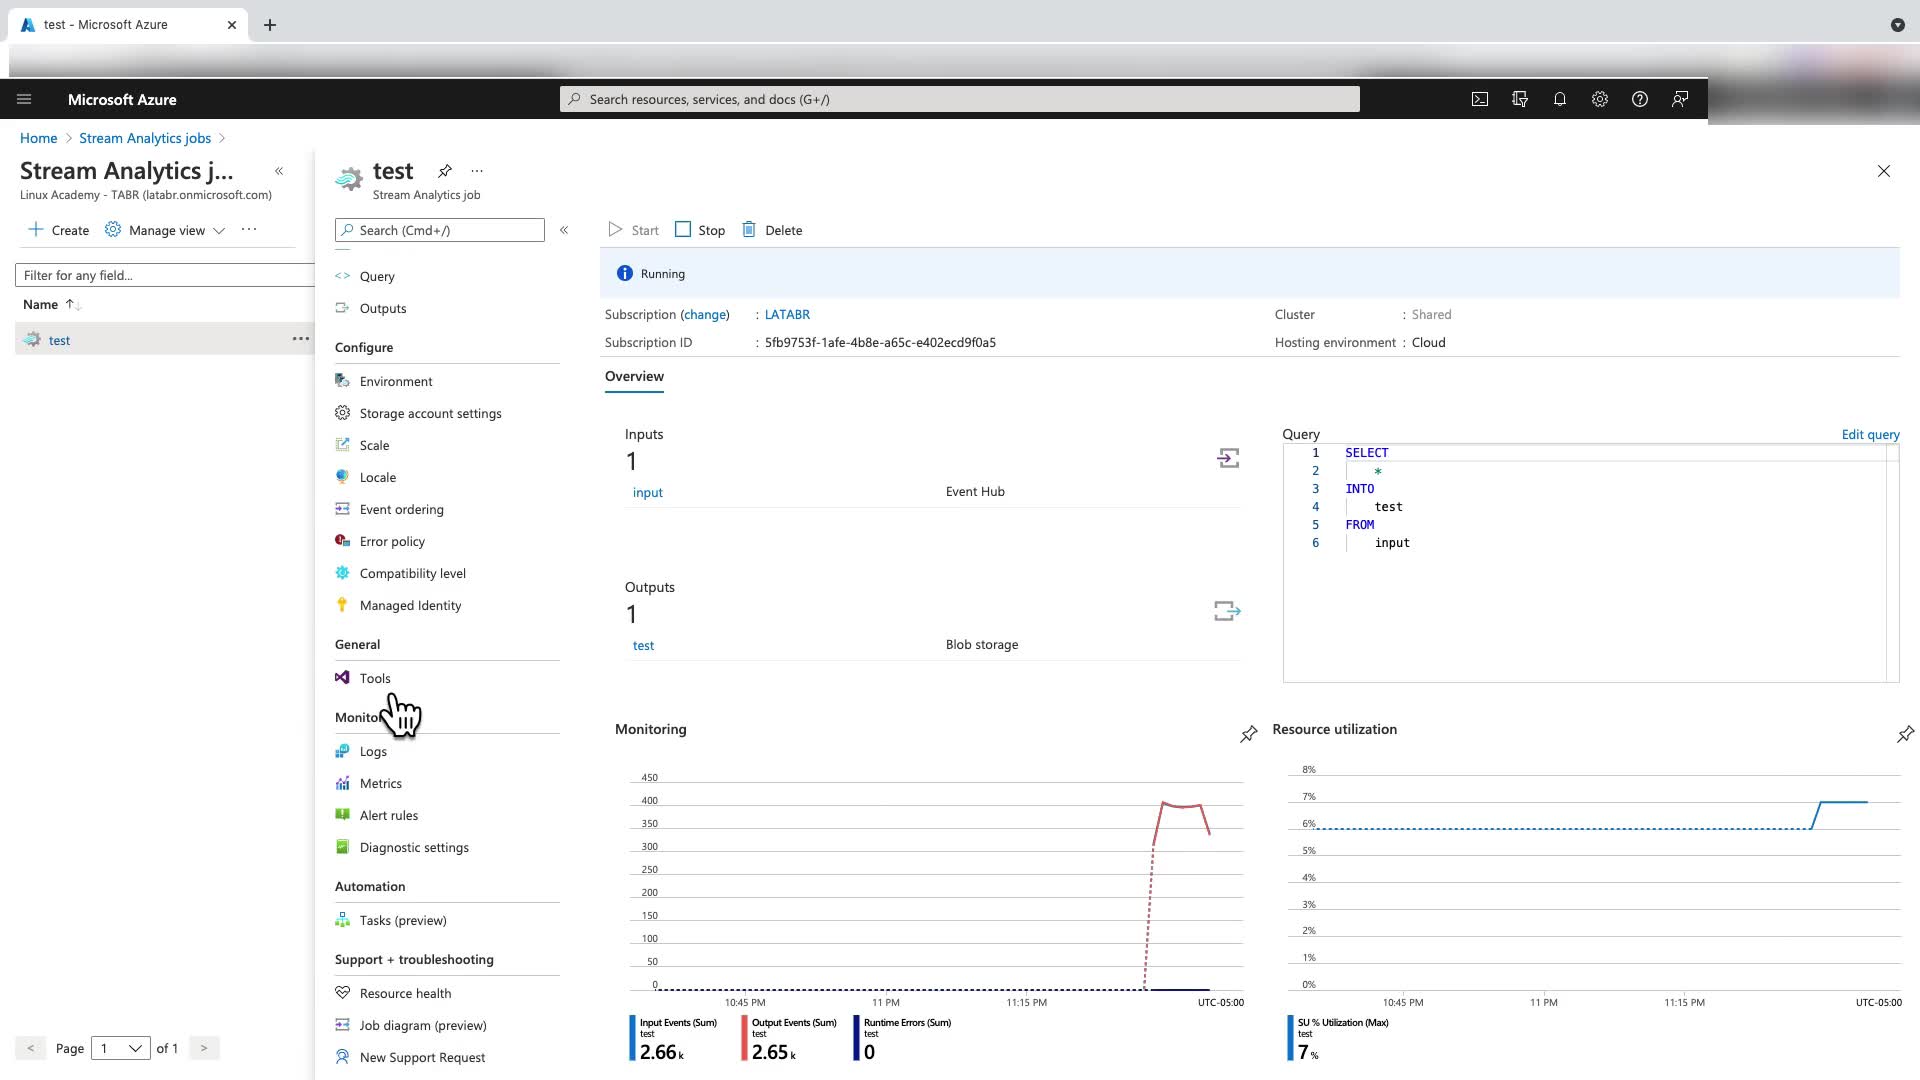 test - Microsoft Azure
Microsoft Azure
Search resources, services, and docs (G+/)
Home > Stream Analytics jobs >
Stream Analytics j... «
Linux Academy - TABR (latabr.onmicrosoft.com)
+ Create Manage view ...
Filter for any field...
Name ↑↓
test ...
< Page 1 of 1 >
test ...
Stream Analytics job
Search (Cmd+/) «
<> Query
Outputs
Configure
Environment
Storage account settings
Scale
Locale
Event ordering
Error policy
Compatibility level
Managed Identity
General
Tools
Monito
Logs
Metrics
Alert rules
Diagnostic settings
Automation
Tasks (preview)
Support + troubleshooting
Resource health
Job diagram (preview)
New Support Request
Start Stop Delete
Running
Subscription (change) : LATABR
Subscription ID : 5fb9753f-1afe-4b8e-a65c-e402ecd9f0a5
Cluster : Shared
Hosting environment : Cloud
Overview
Inputs
1
input Event Hub
Outputs
1
test Blob storage
Query Edit query
1 SELECT
2 *
3 INTO
4 test
5 FROM
6 input
Monitoring
450
400
350
300
250
200
150
100
50
0
10:45 PM 11 PM 11:15 PM UTC-05:00
Input Events (Sum)
test
2.66 k
Output Events (Sum)
test
2.65 k
Runtime Errors (Sum)
test
0
Resource utilization
8%
7%
6%
5%
4%
3%
2%
1%
0%
10:45 PM 11 PM 11:15 PM UTC-05:00
SU % Utilization (Max)
test
7 %